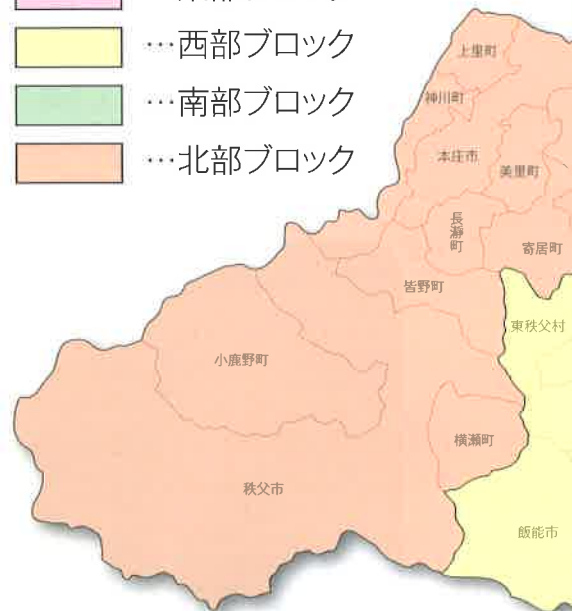 …西部ブロック
…南部ブロック
…北部ブロック
上里町
神川町
本庄市
美里町
長瀞町
寄居町
皆野町
東秩父村
小鹿野町
横瀬町
秩父市
飯能市